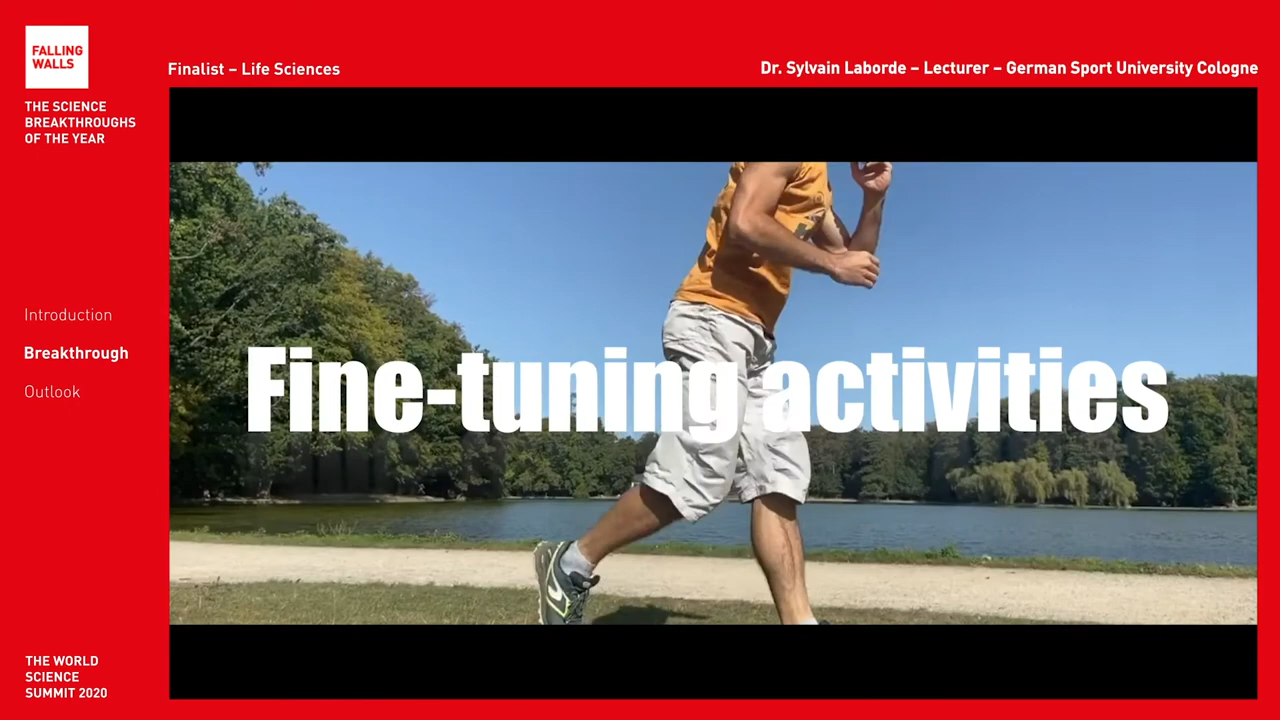 FALLING
WALLS
THE SCIENCE
BREAKTHROUGHS
OF THE YEAR
Finalist – Life Sciences
Dr. Sylvain Laborde – Lecturer – German Sport University Cologne
Introduction
Breakthrough
Outlook
Fine-tuning activities
THE WORLD
SCIENCE
SUMMIT 2020